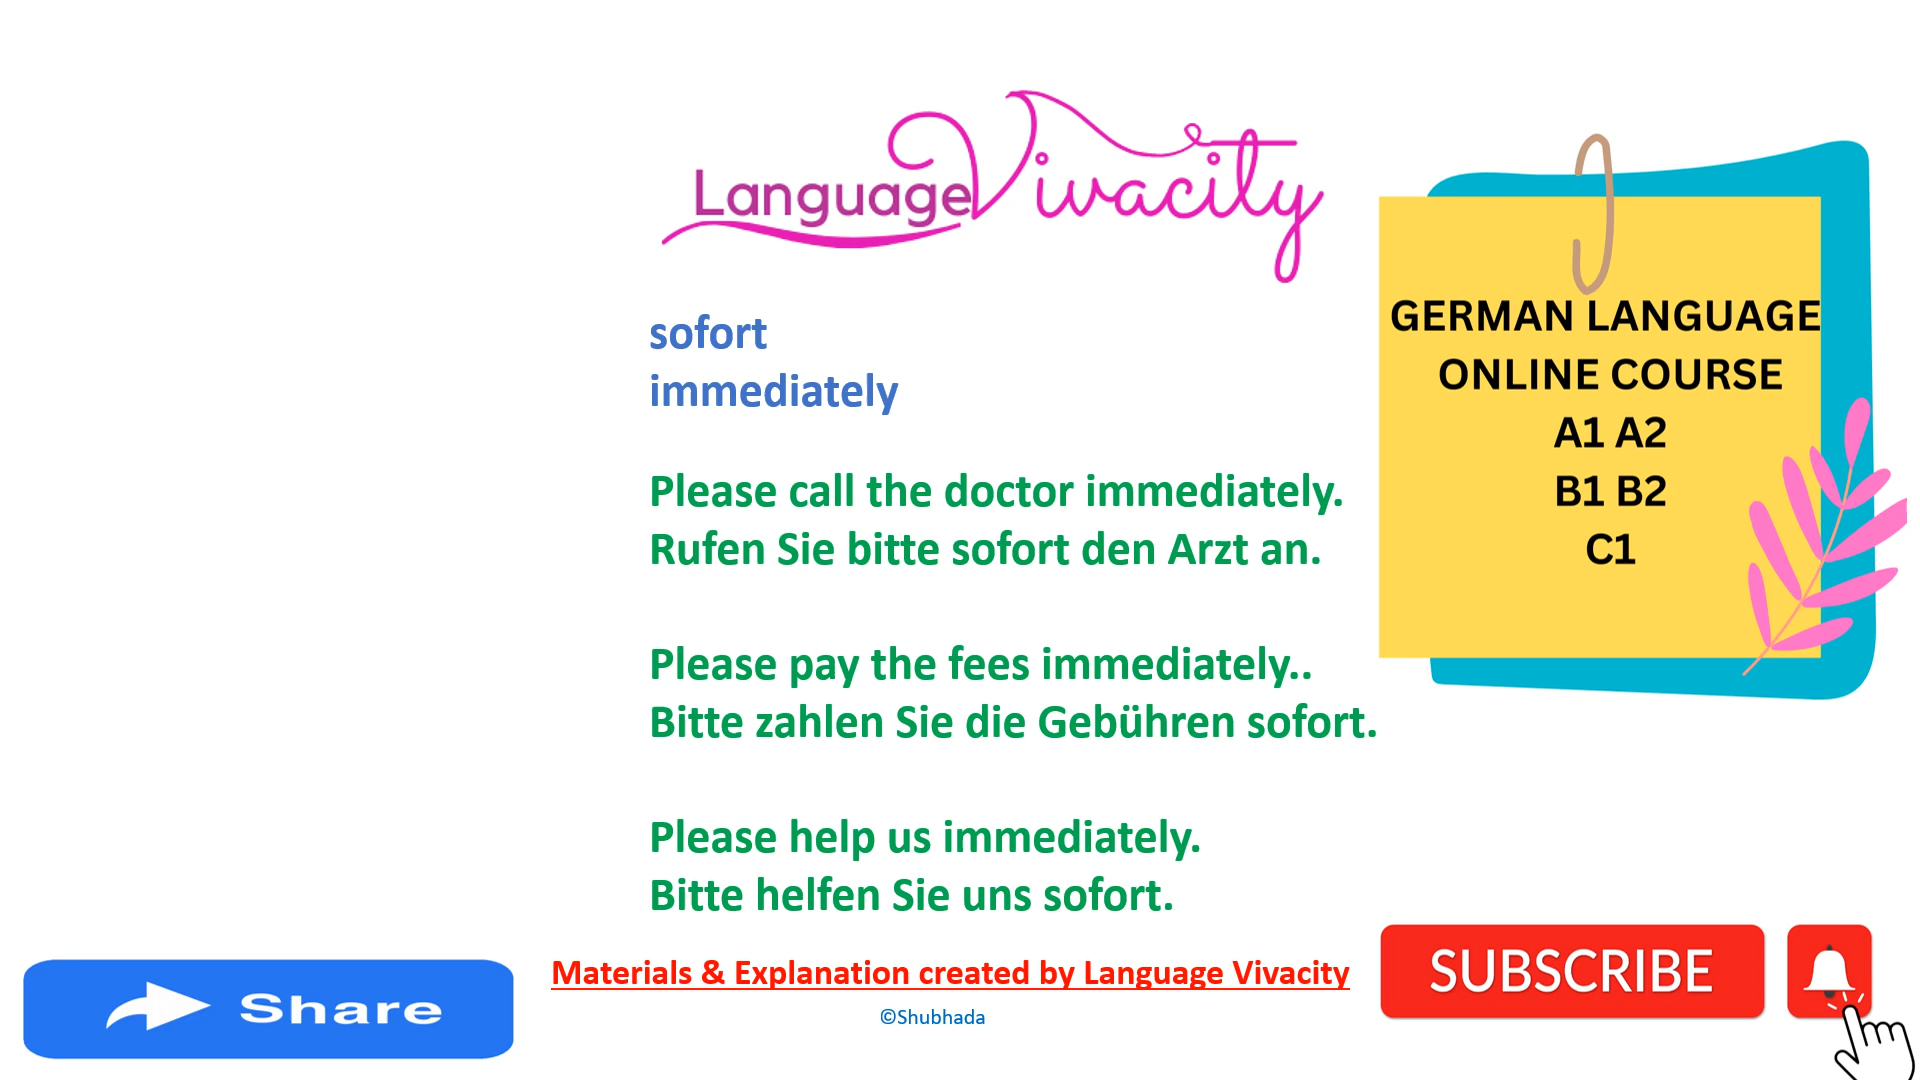 Language Vivacity
sofort
immediately
Please call the doctor immediately.
Rufen Sie bitte sofort den Arzt an.
Please pay the fees immediately..
Bitte zahlen Sie die Gebühren sofort.
Please help us immediately.
Bitte helfen Sie uns sofort.
GERMAN LANGUAGE
ONLINE COURSE
A1 A2
B1 B2
C1
Share
Materials & Explanation created by Language Vivacity
©Shubhada
SUBSCRIBE